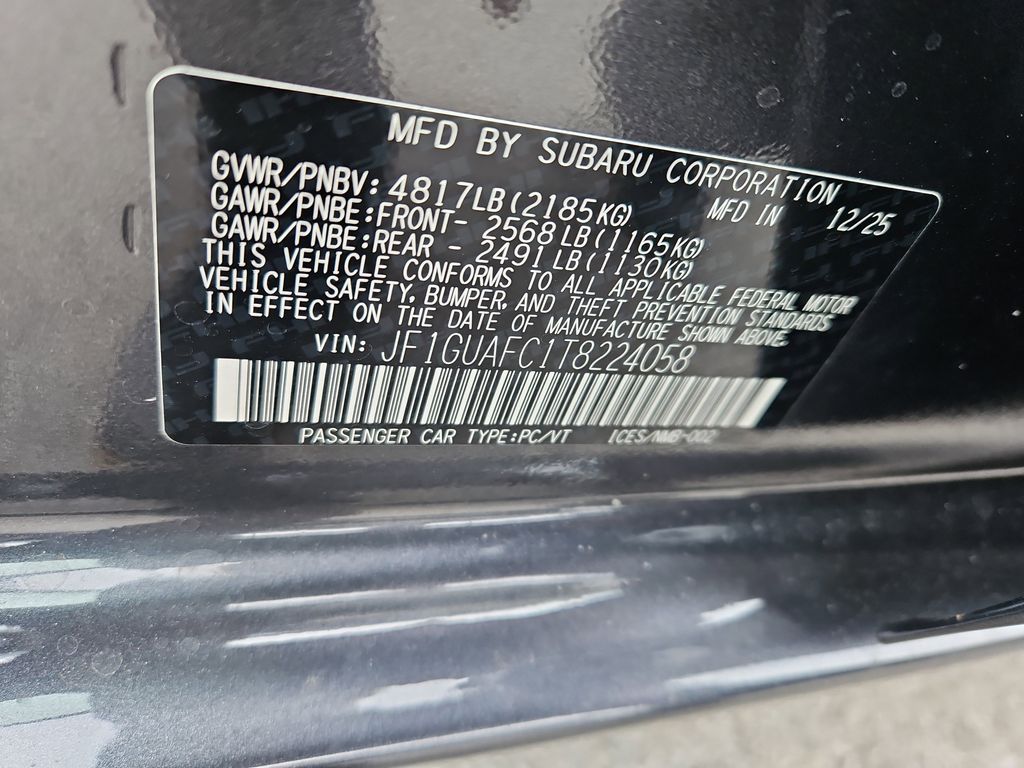 MFD BY SUBARU CORPORATION
GVWR/PNBV: 4817LB(2185KG) MFD IN 12/25
GAWR/PNBE:FRONT- 2568LB(1165KG)
GAWR/PNBE:REAR - 2491LB(1130KG)
THIS VEHICLE CONFORMS TO ALL APPLICABLE FEDERAL MOTOR
VEHICLE SAFETY, BUMPER, AND THEFT PREVENTION STANDARDS
IN EFFECT ON THE DATE OF MANUFACTURE SHOWN ABOVE.
VIN: JF1GUAFC1T8224058
PASSENGER CAR TYPE:PC/VT ICES/NMB-002